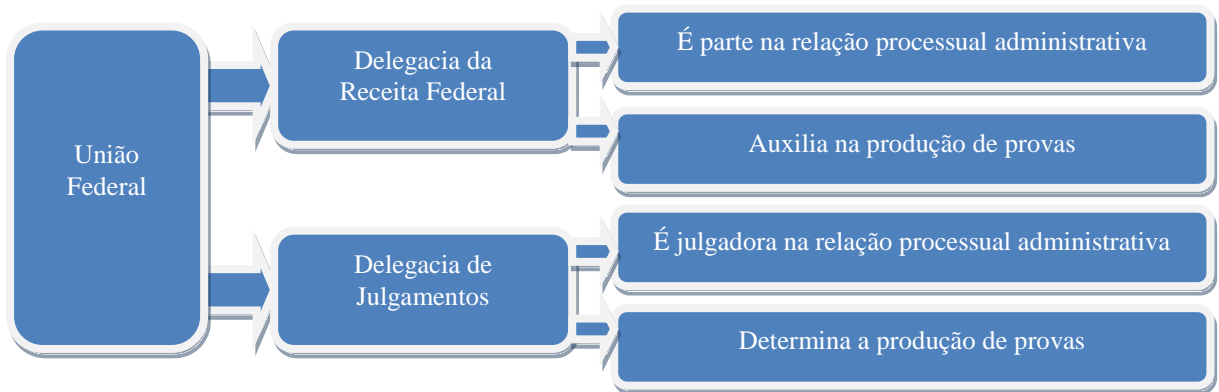 União
Federal
Delegacia da
Receita Federal
É parte na relação processual administrativa
Auxilia na produção de provas
Delegacia de
Julgamentos
É julgadora na relação processual administrativa
Determina a produção de provas